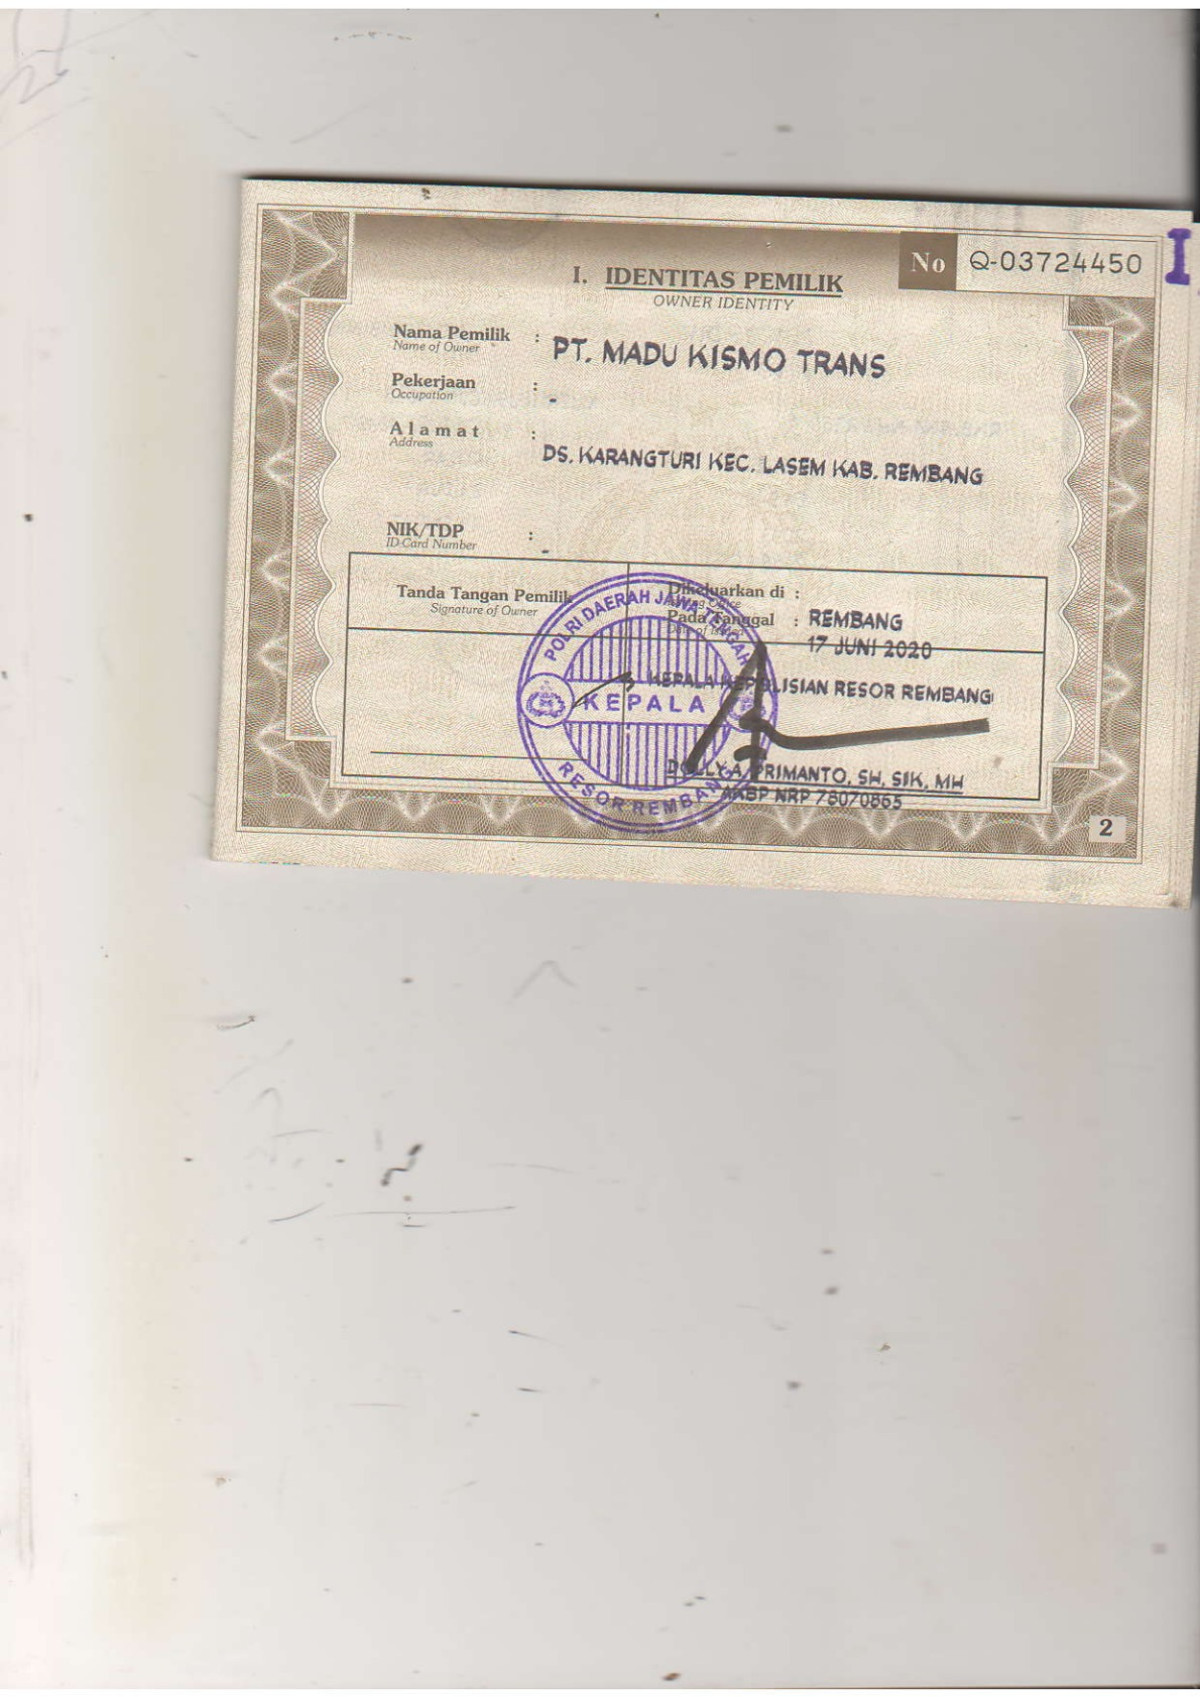 No Q-03724450
I
I. IDENTITAS PEMILIK
OWNER IDENTITY
Nama Pemilik : PT. MADU KISMO TRANS
Name of Owner
Pekerjaan : -
Occupation
Alamat : DS. KARANGTURI KEC. LASEM KAB. REMBANG
Address
NIK/TDP : -
ID Card Number
Tanda Tangan Pemilik
Signature of Owner
Dikeluarkan di : REMBANG
Pada Tanggal : 17 JUNI 2020
KEPALA KEPOLISIAN RESOR REMBANG
POLRI DAERAH JAWA TENGAH
KEPALA
RESOR REMBANG
DOLLY A. PRIMANTO, SH, SIK, MH
AKBP NRP 78070865
2